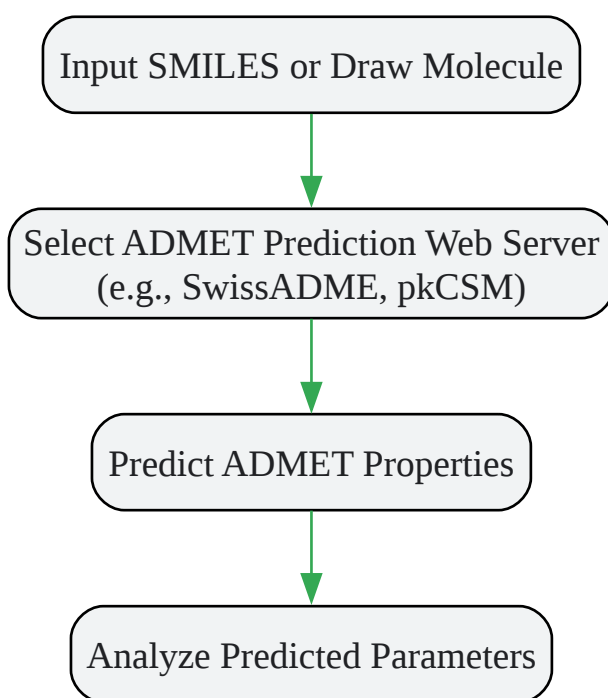 Input SMILES or Draw Molecule
Select ADMET Prediction Web Server
(e.g., SwissADME, pkCSM)
Predict ADMET Properties
Analyze Predicted Parameters